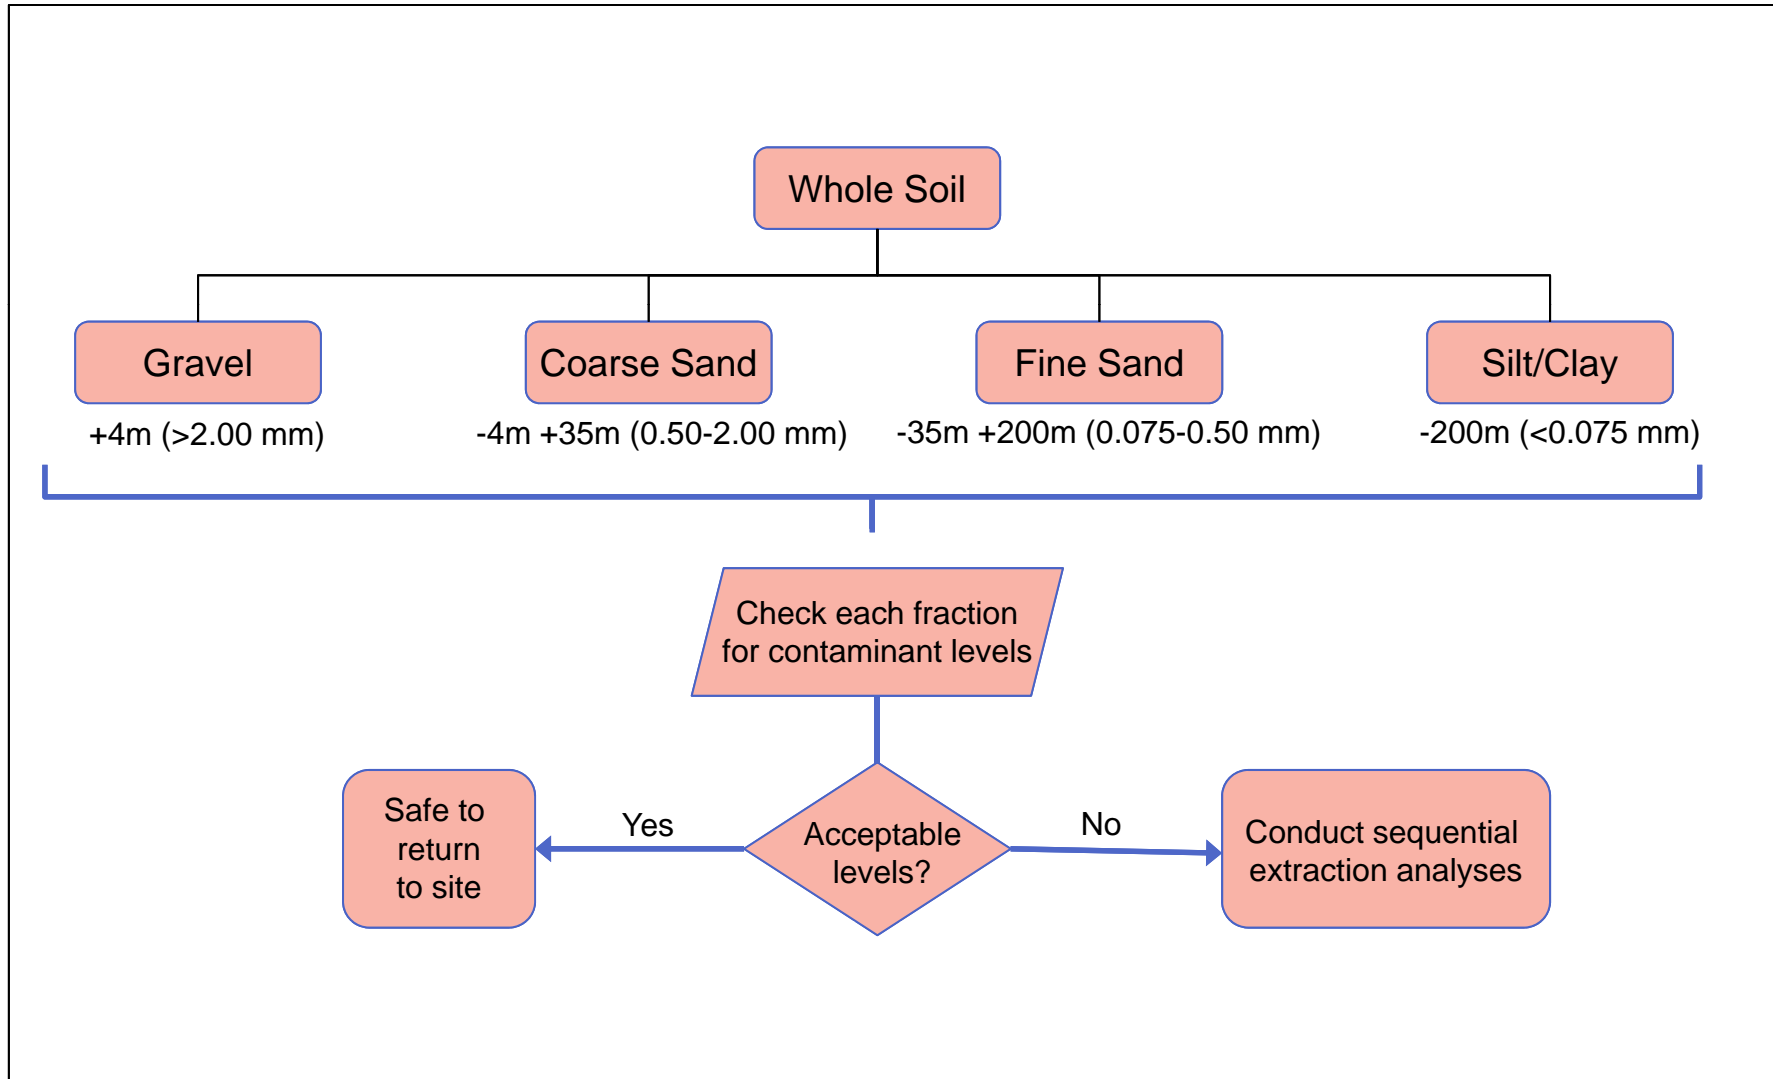 Whole Soil
Gravel
Coarse Sand
Fine Sand
Silt/Clay
+4m (>2.00 mm)
-4m +35m (0.50-2.00 mm)
-35m +200m (0.075-0.50 mm)
-200m (<0.075 mm)
Check each fraction
for contaminant levels
Safe to
return
to site
Yes
Acceptable
levels?
No
Conduct sequential
extraction analyses